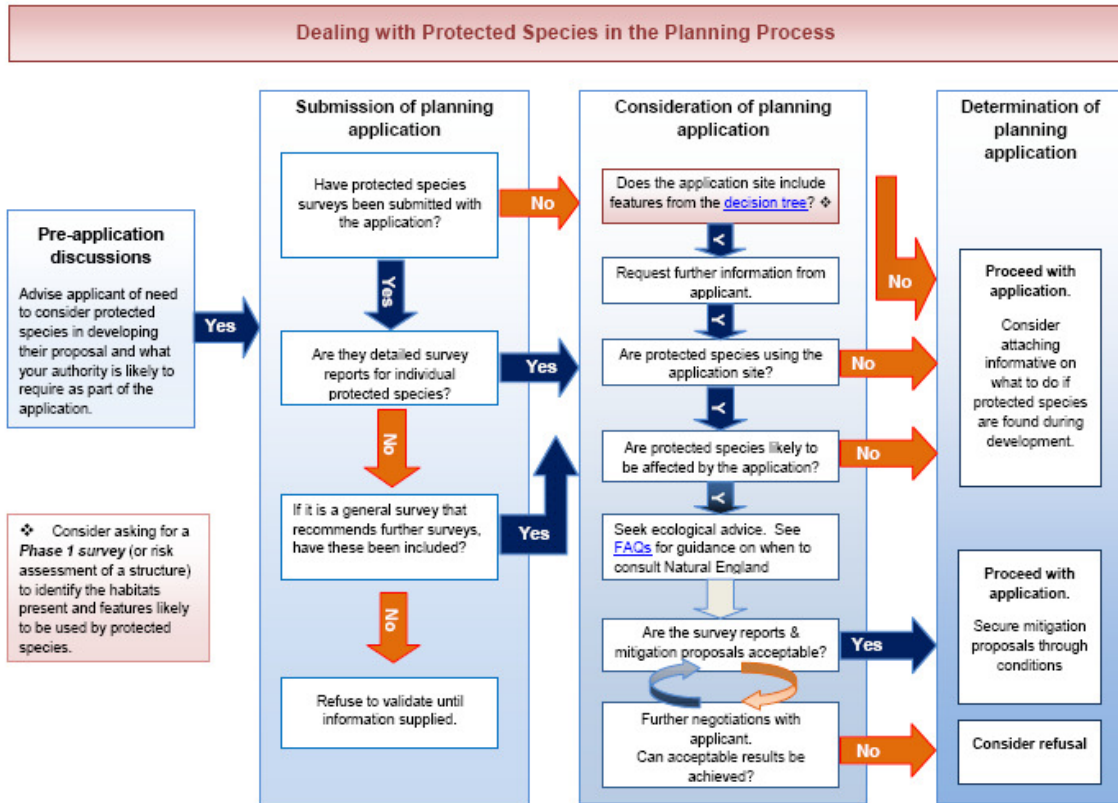 Dealing with Protected Species in the Planning Process
Pre-application
discussions
Advise applicant of need
to consider protected
species in developing
their proposal and what
your authority is likely to
require as part of the
application.
Yes
❖ Consider asking for a
Phase 1 survey (or risk
assessment of a structure)
to identify the habitats
present and features likely
to be used by protected
species.
Submission of planning
application
Have protected species
surveys been submitted with
the application?
No
Yes
Are they detailed survey
reports for individual
protected species?
Yes
No
If it is a general survey that
recommends further surveys,
have these been included?
Yes
No
Refuse to validate until
information supplied.
Consideration of planning
application
Does the application site include
features from the decision tree? ❖
No
Y
Request further information from
applicant.
Y
Are protected species using the
application site?
No
Y
Are protected species likely to
be affected by the application?
No
Y
Seek ecological advice. See
FAQs for guidance on when to
consult Natural England
Are the survey reports &
mitigation proposals acceptable?
Yes
Further negotiations with
applicant.
Can acceptable results be
achieved?
No
Determination of
planning
application
Proceed with
application.
Consider
attaching
informative on
what to do if
protected species
are found during
development.
Proceed with
application.
Secure mitigation
proposals through
conditions
Consider refusal